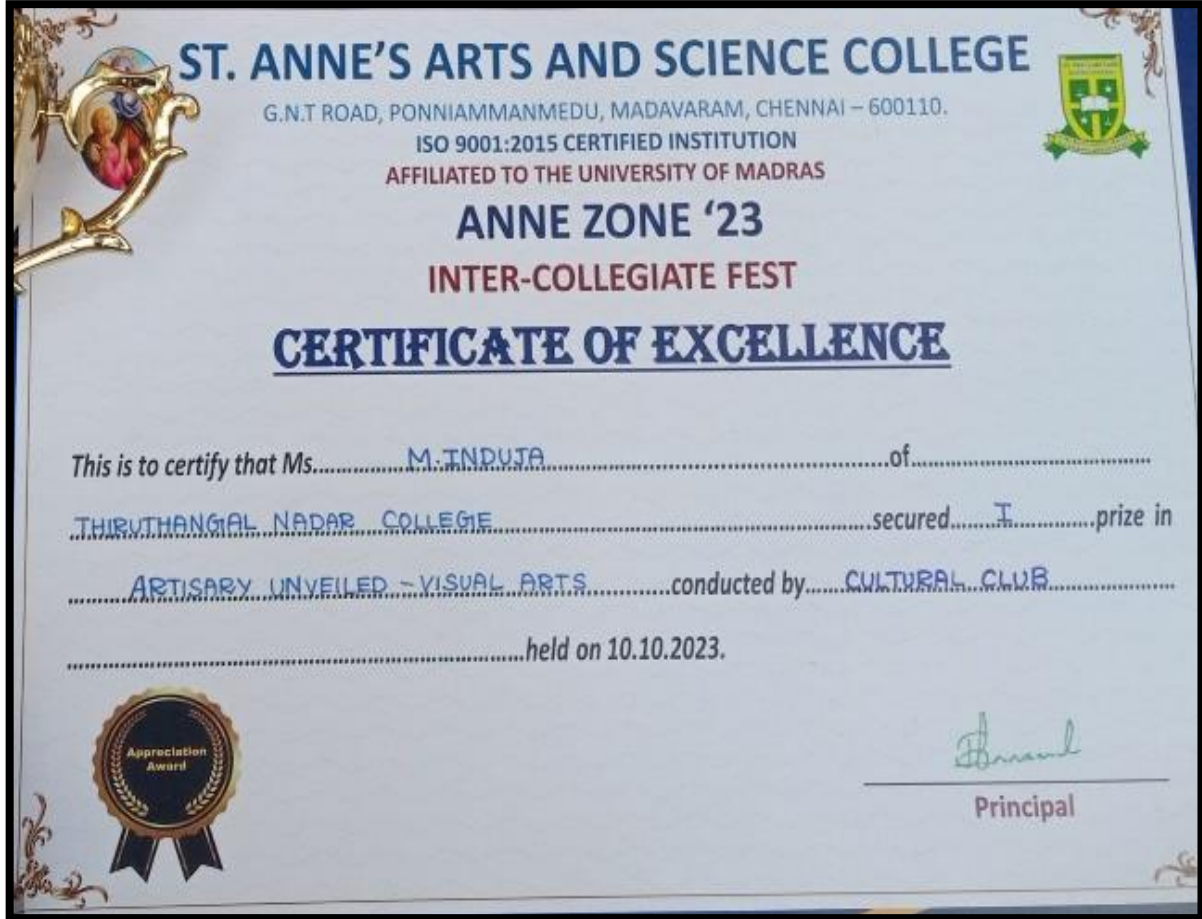 ST. ANNE'S ARTS AND SCIENCE COLLEGE
G.N.T ROAD, PONNIAMMANMEDU, MADAVARAM, CHENNAI – 600110.
ISO 9001:2015 CERTIFIED INSTITUTION
AFFILIATED TO THE UNIVERSITY OF MADRAS
ANNE ZONE ‘23
INTER-COLLEGIATE FEST
CERTIFICATE OF EXCELLENCE
This is to certify that Ms. M.INDUJA of
THIRUTHANGAL NADAR COLLEGE secured I prize in
ARTISARY UNVEILED - VISUAL ARTS conducted by CULTURAL CLUB
held on 10.10.2023.
Appreciation
Award
Principal